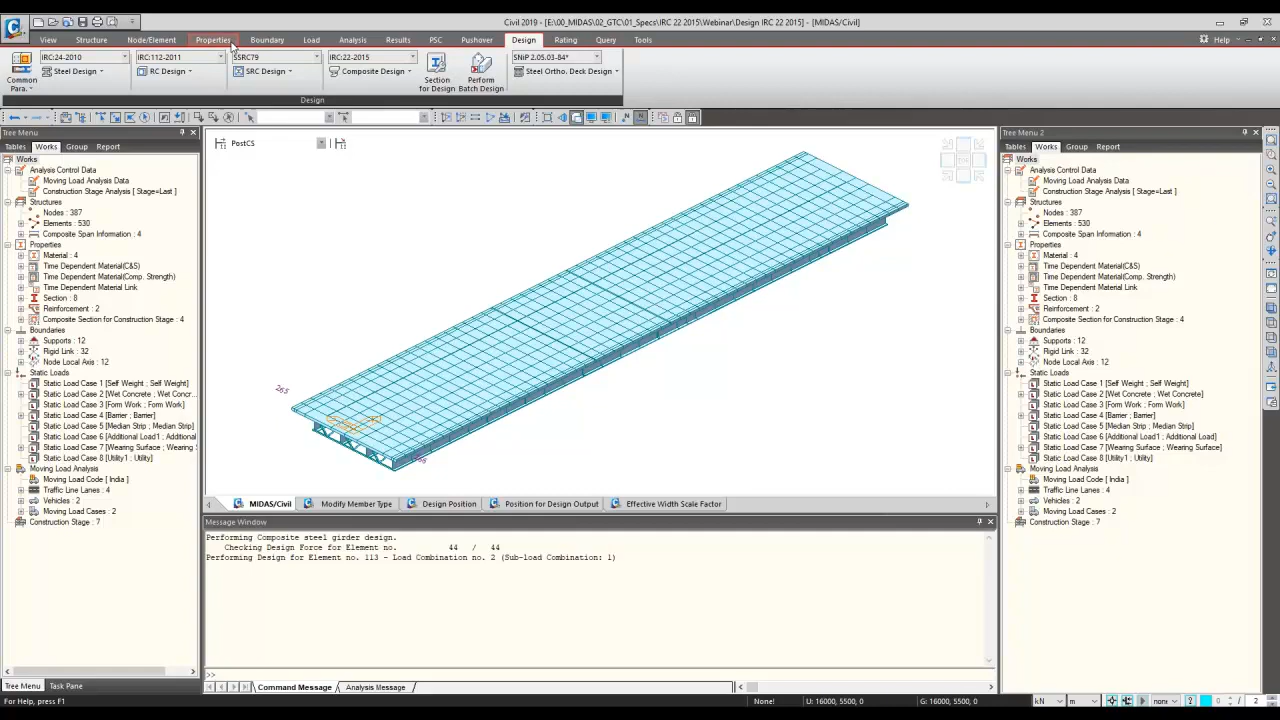 Civil 2019 - [E:\00_MIDAS\02_GTC\01_Specs\IRC 22 2015\Webinar\Design IRC 22 2015] - [MIDAS/Civil]
View Structure Node/Element Properties Boundary Load Analysis Results PSC Pushover Design Rating Query Tools Help
IRC:24-2010 IRC:112-2011 SSRC79 IRC:22-2015 SNiP 2.05.03-84*
Steel Design RC Design SRC Design Composite Design Steel Ortho. Deck Design
Common Para.
Section for Design
Perform Batch Design
Design
Tree Menu
Tables Works Group Report
Works
Analysis Control Data
Moving Load Analysis Data
Construction Stage Analysis [ Stage=Last ]
Structures
Nodes : 387
Elements : 530
Composite Span Information : 4
Properties
Material : 4
Time Dependent Material(C&S)
Time Dependent Material(Comp. Strength)
Time Dependent Material Link
Section : 8
Reinforcement : 2
Composite Section for Construction Stage : 4
Boundaries
Supports : 12
Rigid Link : 32
Node Local Axis : 12
Static Loads
Static Load Case 1 [Self Weight ; Self Weight]
Static Load Case 2 [Wet Concrete ; Wet Concr
Static Load Case 3 [Form Work ; Form Work]
Static Load Case 4 [Barrier ; Barrier]
Static Load Case 5 [Median Strip ; Median Strip]
Static Load Case 6 [Additional Load1 ; Additional
Static Load Case 7 [Wearing Surface ; Wearing S
Static Load Case 8 [Utility1 ; Utility]
Moving Load Analysis
Moving Load Code [ India ]
Traffic Line Lanes : 4
Vehicles : 2
Moving Load Cases : 2
Construction Stage : 7
Tree Menu Task Pane
PostCS
265
MIDAS/Civil Modify Member Type Design Position Position for Design Output Effective Width Scale Factor
Message Window
Performing Composite steel girder design.
Checking Design Force for Element no. 44 / 44
Performing Design for Element no. 113 - Load Combination no. 2 (Sub-load Combination: 1)
>>
Command Message Analysis Message
Tree Menu 2
Tables Works Group Report
Works
Analysis Control Data
Moving Load Analysis Data
Construction Stage Analysis [ Stage=Last ]
Structures
Nodes : 387
Elements : 530
Composite Span Information : 4
Properties
Material : 4
Time Dependent Material(C&S)
Time Dependent Material(Comp. Strength)
Time Dependent Material Link
Section : 8
Reinforcement : 2
Composite Section for Construction Stage : 4
Boundaries
Supports : 12
Rigid Link : 32
Node Local Axis : 12
Static Loads
Static Load Case 1 [Self Weight ; Self Weight]
Static Load Case 2 [Wet Concrete ; Wet Concrete]
Static Load Case 3 [Form Work ; Form Work]
Static Load Case 4 [Barrier ; Barrier]
Static Load Case 5 [Median Strip ; Median Strip]
Static Load Case 6 [Additional Load1 ; Additional Load]
Static Load Case 7 [Wearing Surface ; Wearing Surface]
Static Load Case 8 [Utility1 ; Utility]
Moving Load Analysis
Moving Load Code [ India ]
Traffic Line Lanes : 4
Vehicles : 2
Moving Load Cases : 2
Construction Stage : 7
For Help, press F1
None! U: 16000, 5500, 0 G: 16000, 5500, 0 kN m none 0 / 2